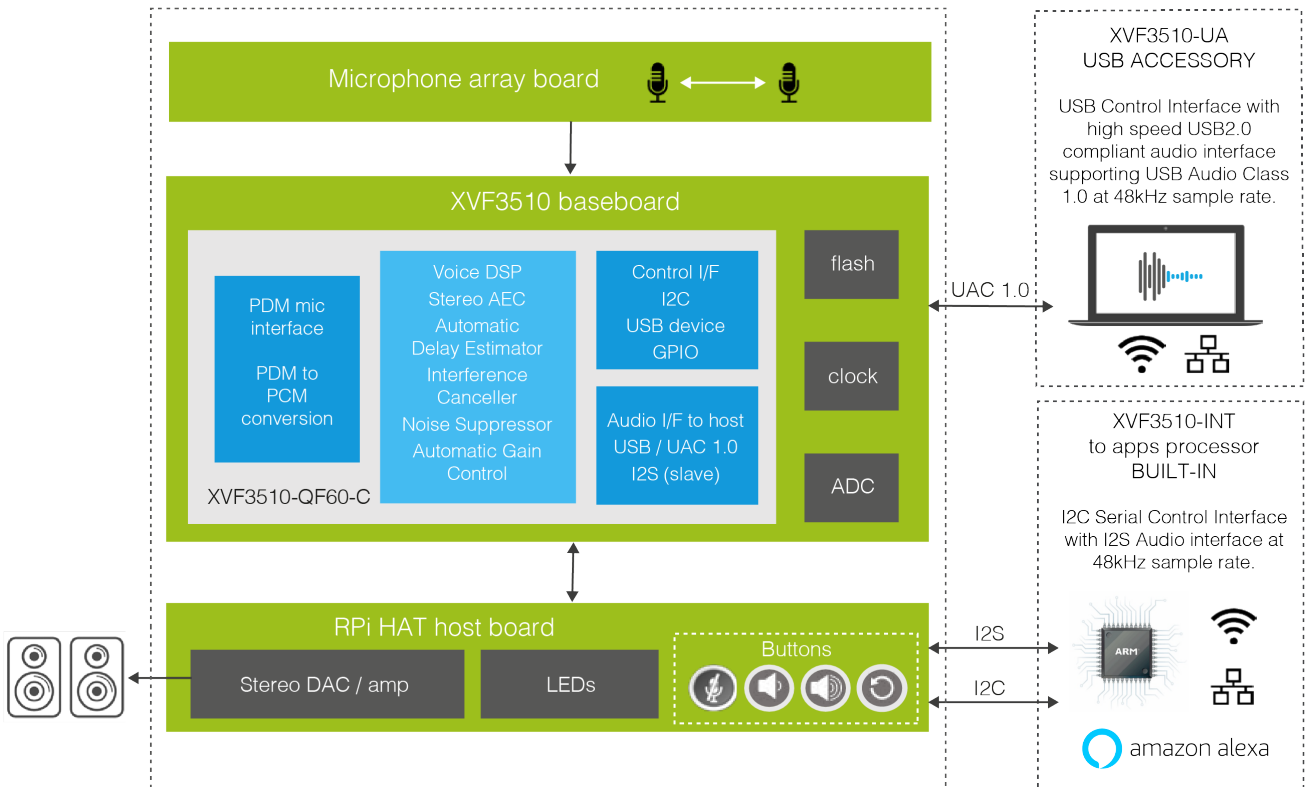 Microphone array board
XVF3510 baseboard
PDM mic
interface
PDM to
PCM
conversion
XVF3510-QF60-C
Voice DSP
Stereo AEC
Automatic
Delay Estimator
Interference
Canceller
Noise Suppressor
Automatic Gain
Control
Control I/F
I2C
USB device
GPIO
Audio I/F to host
USB / UAC 1.0
I2S (slave)
flash
clock
ADC
RPi HAT host board
Stereo DAC / amp
LEDs
Buttons
UAC 1.0
I2S
I2C
XVF3510-UA
USB ACCESSORY
USB Control Interface with
high speed USB2.0
compliant audio interface
supporting USB Audio Class
1.0 at 48kHz sample rate.
XVF3510-INT
to apps processor
BUILT-IN
I2C Serial Control Interface
with I2S Audio interface at
48kHz sample rate.
ARM
amazon alexa